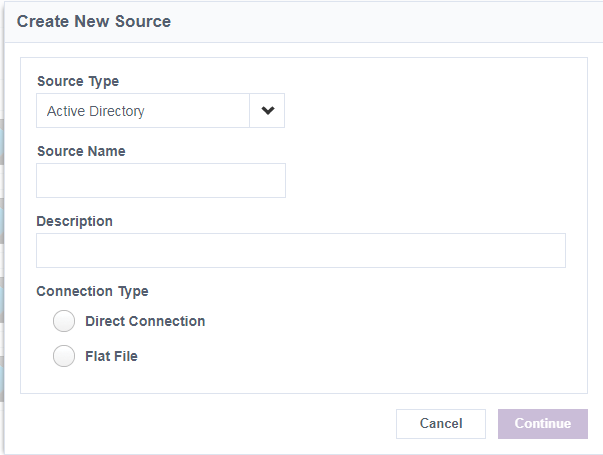 Create New Source
Source Type
Active Directory
Source Name
Description
Connection Type
Direct Connection
Flat File
Cancel Continue